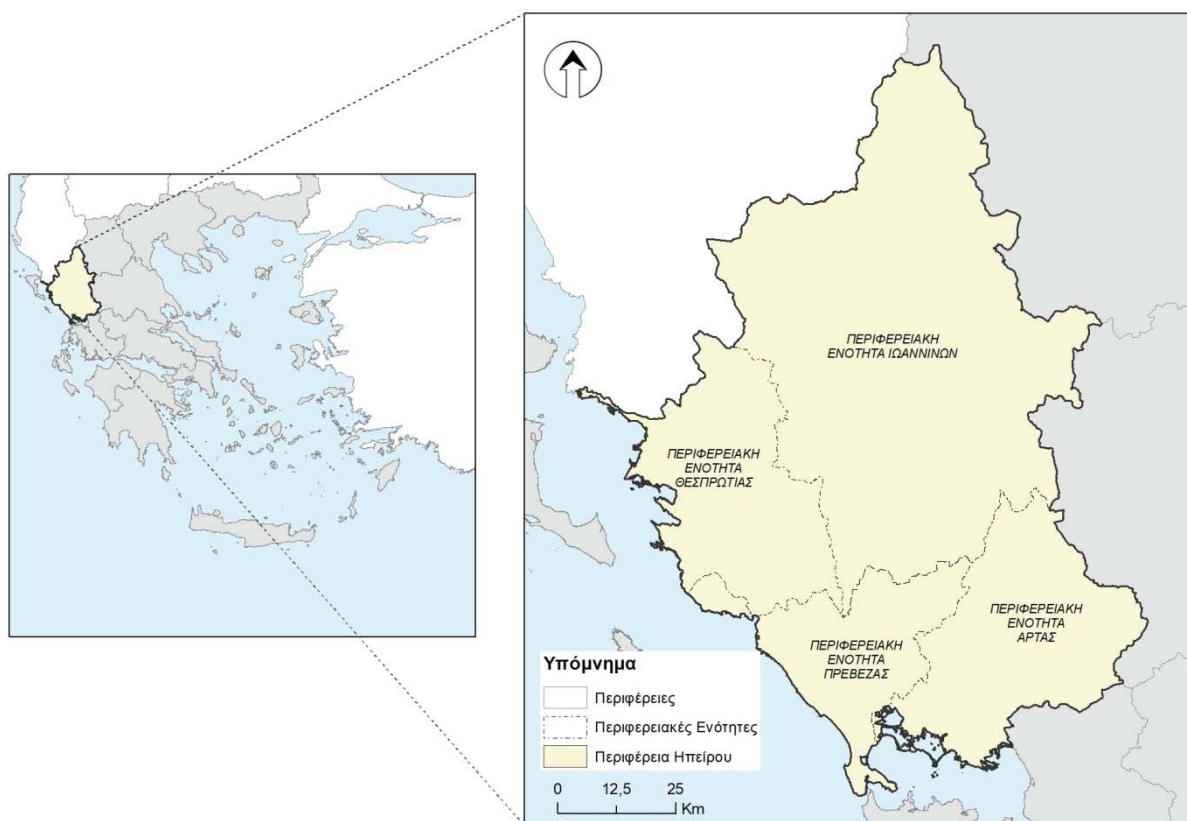 ΠΕΡΙΦΕΡΕΙΑΚΗ
ΕΝΟΤΗΤΑ ΙΩΑΝΝΙΝΩΝ
ΠΕΡΙΦΕΡΕΙΑΚΗ
ΕΝΟΤΗΤΑ
ΘΕΣΠΡΩΤΙΑΣ
ΠΕΡΙΦΕΡΕΙΑΚΗ
ΕΝΟΤΗΤΑ
ΑΡΤΑΣ
ΠΕΡΙΦΕΡΕΙΑΚΗ
ΕΝΟΤΗΤΑ
ΠΡΕΒΕΖΑΣ
Υπόμνημα
Περιφέρειες
Περιφερειακές Ενότητες
Περιφέρεια Ηπείρου
0 12,5 25
Km